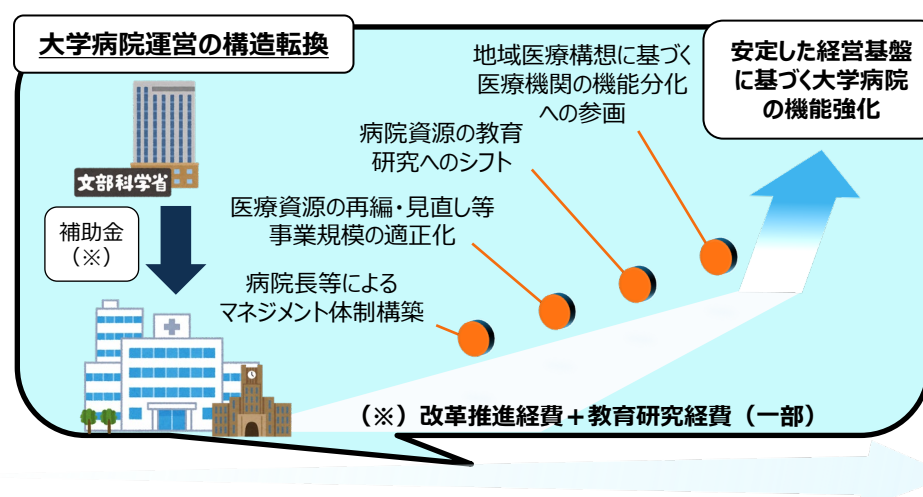 大学病院運営の構造転換
文部科学省
補助金
（※）
地域医療構想に基づく
医療機関の機能分化
への参画
病院資源の教育
研究へのシフト
医療資源の再編・見直し等
事業規模の適正化
病院長等による
マネジメント体制構築
安定した経営基盤
に基づく大学病院
の機能強化
（※）改革推進経費＋教育研究経費（一部）